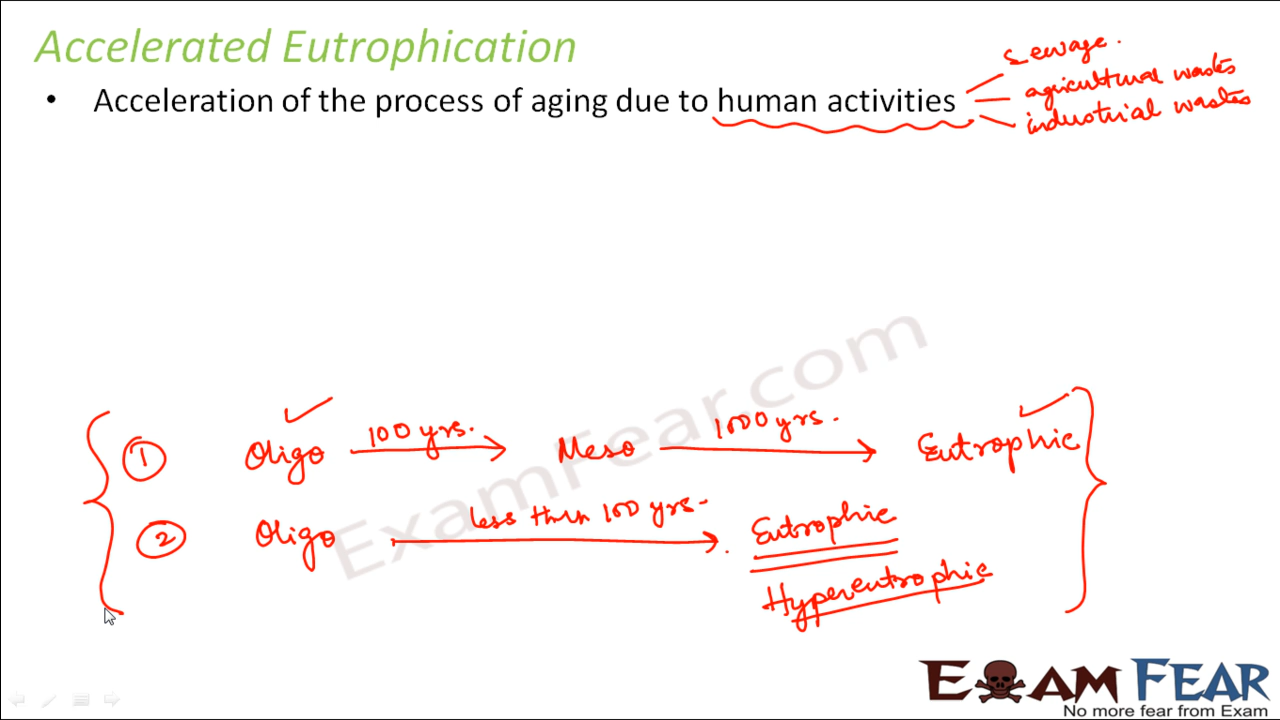 Accelerated Eutrophication
• Acceleration of the process of aging due to human activities
Sewage.
agricultural wastes
industrial wastes
ExamFear.com
① Oligo 100 yrs. Meso 1000 yrs. Eutrophic
② Oligo less than 100 yrs. Eutrophic
Hypereutrophic
EXAM FEAR
No more fear from Exam